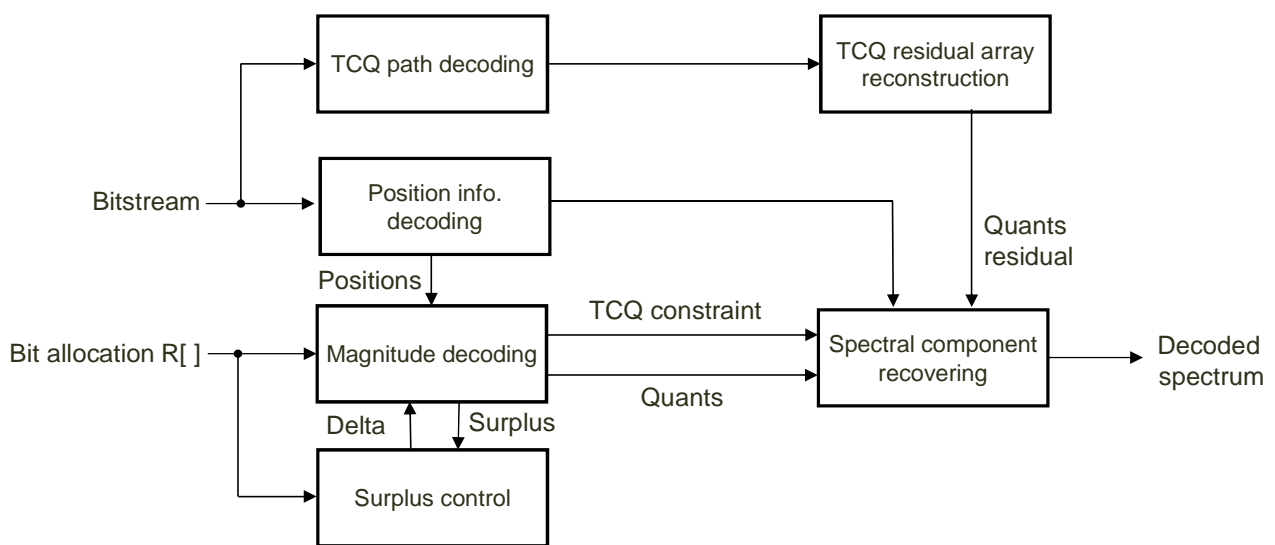 TCQ path decoding
TCQ residual array
reconstruction
Bitstream
Position info.
decoding
Quants
residual
Positions
TCQ constraint
Bit allocation R[ ]
Magnitude decoding
Spectral component
recovering
Decoded
spectrum
Quants
Delta
Surplus
Surplus control